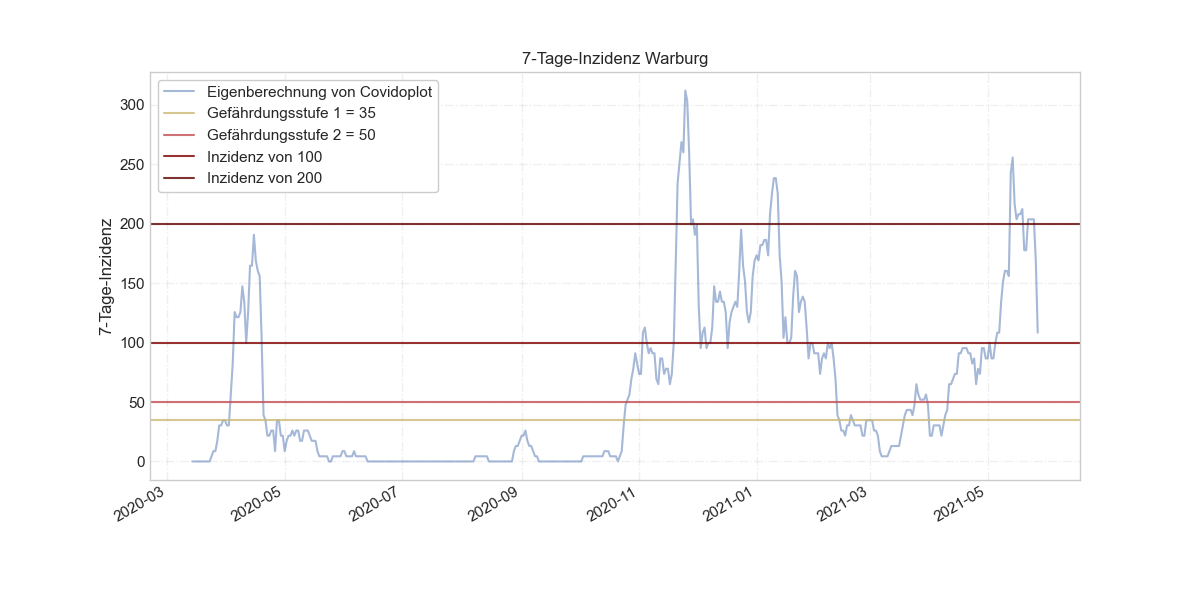 7-Tage-Inzidenz Warburg
Eigenberechnung von Covidoplot
Gefährdungsstufe 1 = 35
Gefährdungsstufe 2 = 50
Inzidenz von 100
Inzidenz von 200
7-Tage-Inzidenz
300
250
200
150
100
50
0
2020-03
2020-05
2020-07
2020-09
2020-11
2021-01
2021-03
2021-05